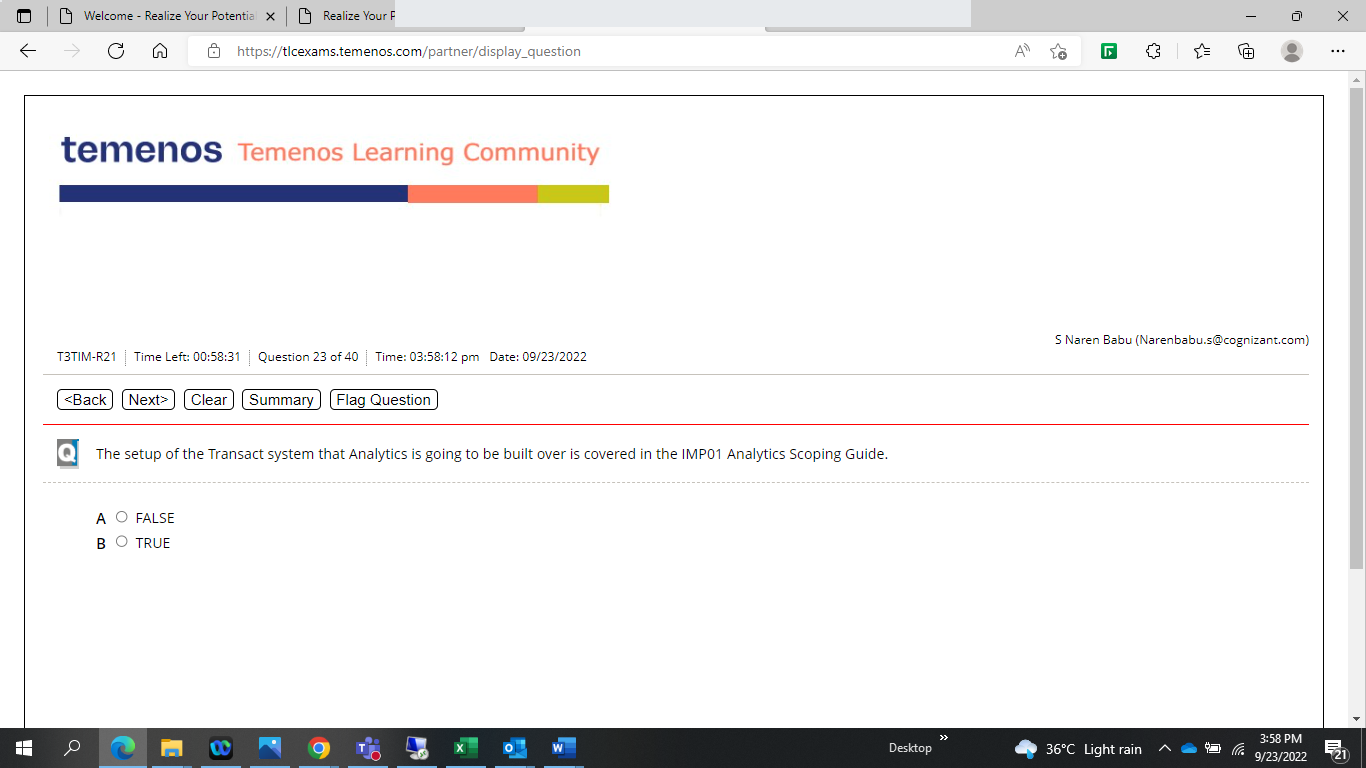 Welcome - Realize Your Potential
Realize Your P
https://tlcexams.temenos.com/partner/display_question
temenos Temenos Learning Community
S Naren Babu (Narenbabu.s@cognizant.com)
T3TIM-R21 Time Left: 00:58:31 Question 23 of 40 Time: 03:58:12 pm Date: 09/23/2022
<Back Next> Clear Summary Flag Question
Q The setup of the Transact system that Analytics is going to be built over is covered in the IMP01 Analytics Scoping Guide.
A FALSE
B TRUE
Desktop
36°C Light rain
3:58 PM
9/23/2022
21